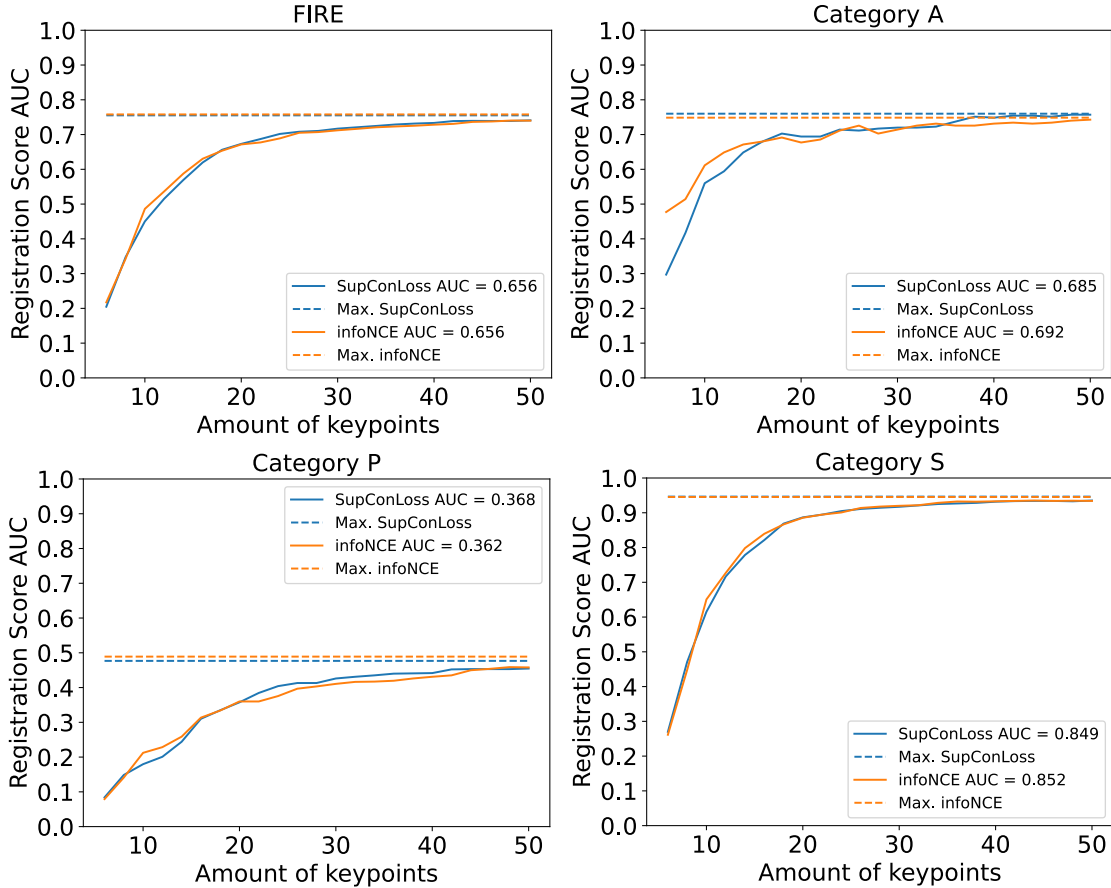 FIRE
Registration Score AUC
1.0
0.9
0.8
0.7
0.6
0.5
0.4
0.3
0.2
0.1
0.0
SupConLoss AUC = 0.656
Max. SupConLoss
infoNCE AUC = 0.656
Max. infoNCE
10 20 30 40 50
Amount of keypoints
Category A
Registration Score AUC
1.0
0.9
0.8
0.7
0.6
0.5
0.4
0.3
0.2
0.1
0.0
SupConLoss AUC = 0.685
Max. SupConLoss
infoNCE AUC = 0.692
Max. infoNCE
10 20 30 40 50
Amount of keypoints
Category P
Registration Score AUC
1.0
0.9
0.8
0.7
0.6
0.5
0.4
0.3
0.2
0.1
0.0
SupConLoss AUC = 0.368
Max. SupConLoss
infoNCE AUC = 0.362
Max. infoNCE
10 20 30 40 50
Amount of keypoints
Category S
Registration Score AUC
1.0
0.9
0.8
0.7
0.6
0.5
0.4
0.3
0.2
0.1
0.0
SupConLoss AUC = 0.849
Max. SupConLoss
infoNCE AUC = 0.852
Max. infoNCE
10 20 30 40 50
Amount of keypoints